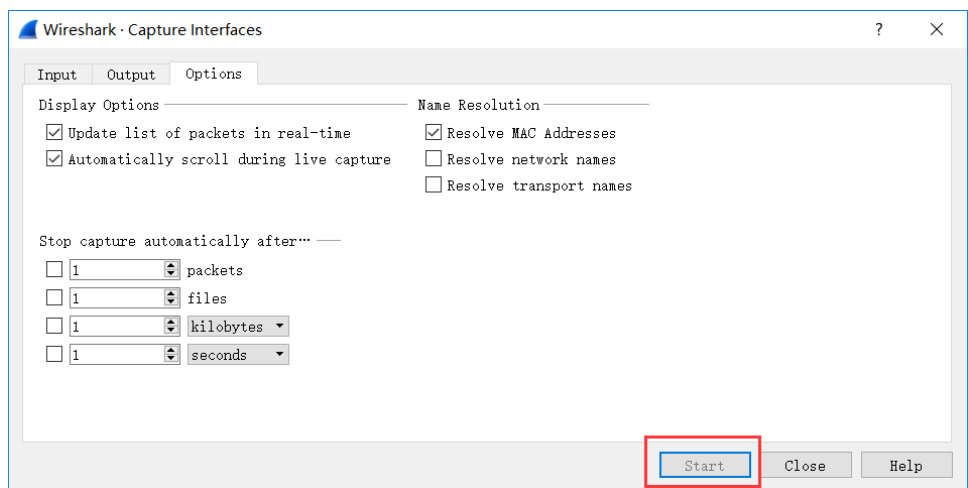 Wireshark · Capture Interfaces
?
Input Output Options
Display Options
Update list of packets in real-time
Automatically scroll during live capture
Name Resolution
Resolve MAC Addresses
Resolve network names
Resolve transport names
Stop capture automatically after…
1 packets
1 files
1 kilobytes
1 seconds
Start Close Help